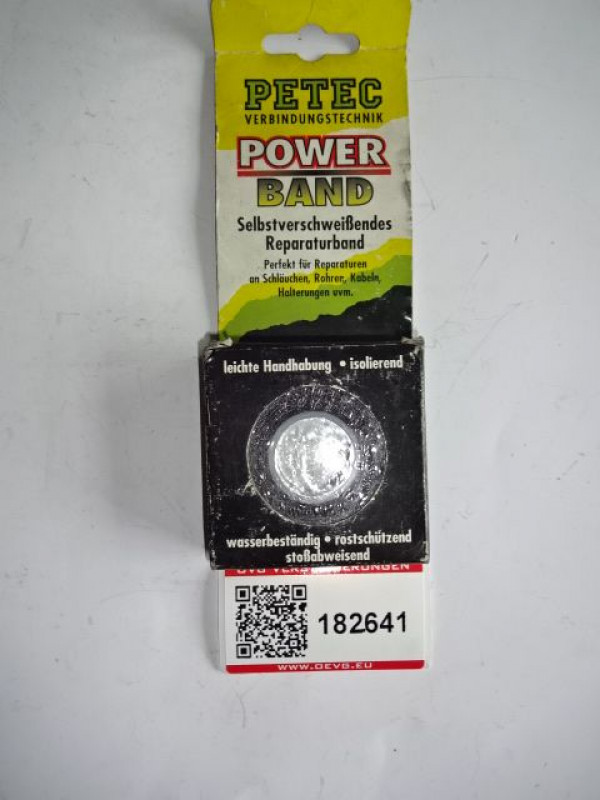 PETEC
VERBINDUNGSTECHNIK
POWER
BAND
Selbstverschweißendes
Reparaturband
Perfekt für Reparaturen
an Schläuchen, Rohren, Kabeln,
Halterungen uvm.
leichte Handhabung • isolierend
wasserbeständig • rostschützend
stoßabweisend
182641
WWW.OEVG.EU